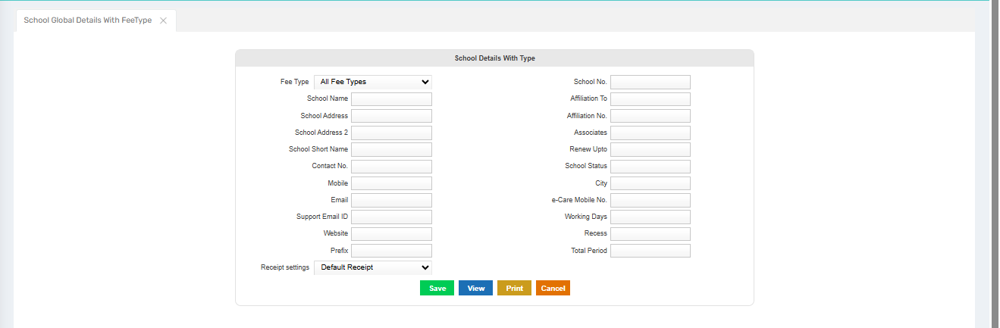 School Global Details With FeeType
School Details With Type
Fee Type All Fee Types School No.
School Name Affiliation To
School Address Affiliation No.
School Address 2 Associates
School Short Name Renew Upto
Contact No. School Status
Mobile City
Email e-Care Mobile No.
Support Email ID Working Days
Website Recess
Prefix Total Period
Receipt settings Default Receipt
Save View Print Cancel